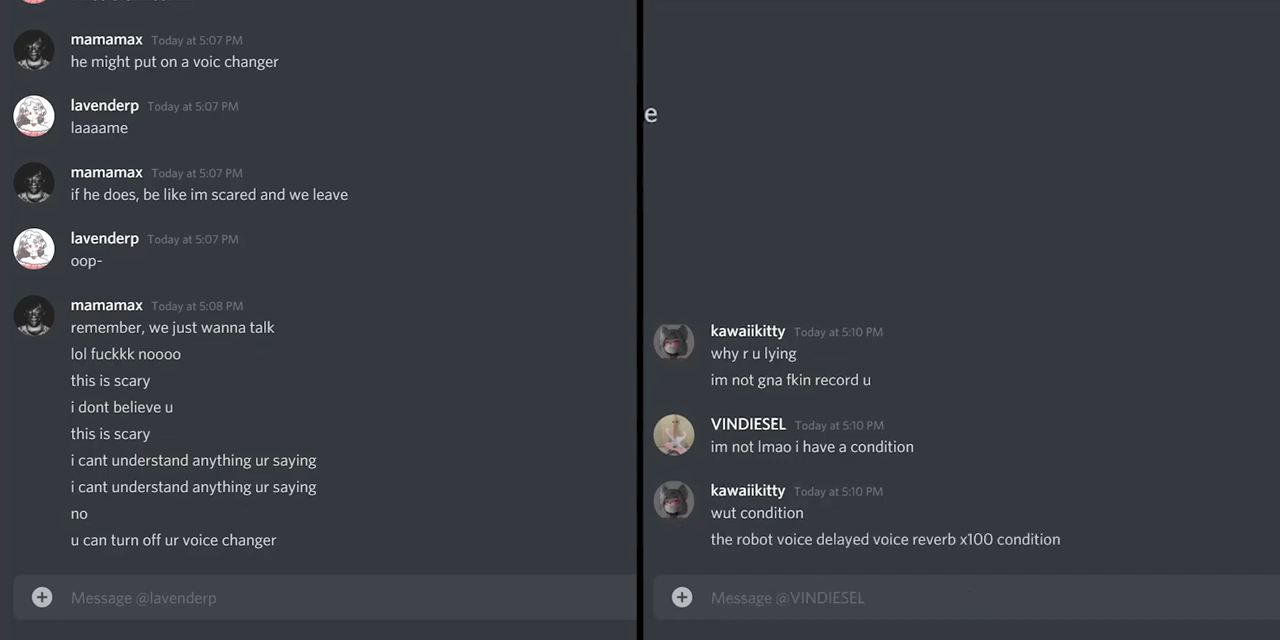 mamamax Today at 5:07 PM
he might put on a voic changer
lavenderp Today at 5:07 PM
laaaame
mamamax Today at 5:07 PM
if he does, be like im scared and we leave
lavenderp Today at 5:07 PM
oop-
mamamax Today at 5:08 PM
remember, we just wanna talk
lol fuckkk noooo
this is scary
i dont believe u
this is scary
i cant understand anything ur saying
i cant understand anything ur saying
no
u can turn off ur voice changer
Message @lavenderp
e
kawaiikitty Today at 5:10 PM
why r u lying
im not gna fkin record u
VINDIESEL Today at 5:10 PM
im not lmao i have a condition
kawaiikitty Today at 5:10 PM
wut condition
the robot voice delayed voice reverb x100 condition
Message @VINDIESEL